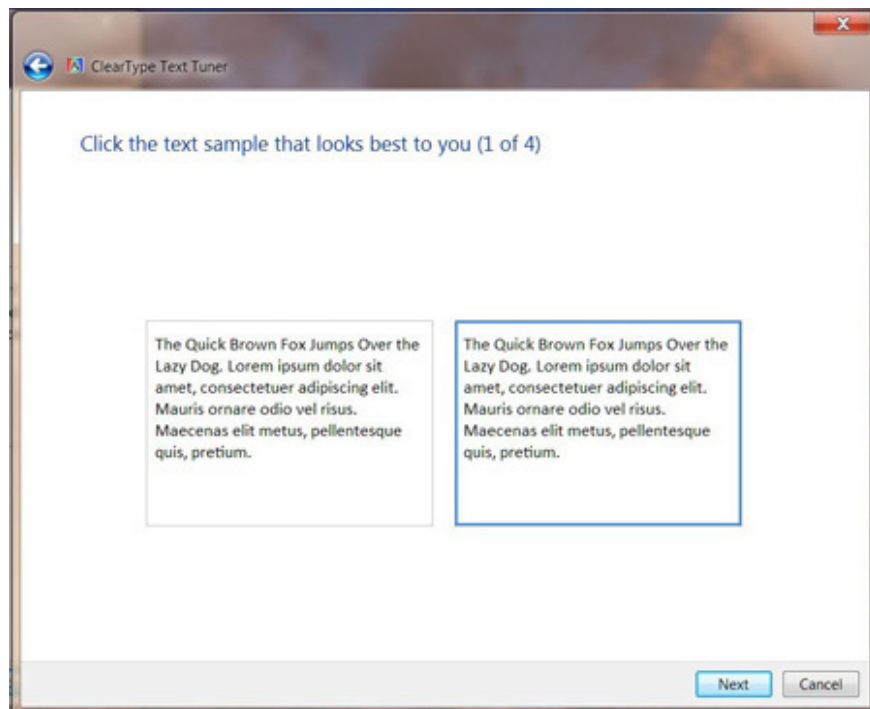 ClearType Text Tuner
Click the text sample that looks best to you (1 of 4)
The Quick Brown Fox Jumps Over the
Lazy Dog. Lorem ipsum dolor sit
amet, consectetuer adipiscing elit.
Mauris ornare odio vel risus.
Maecenas elit metus, pellentesque
quis, pretium.
The Quick Brown Fox Jumps Over the
Lazy Dog. Lorem ipsum dolor sit
amet, consectetuer adipiscing elit.
Mauris ornare odio vel risus.
Maecenas elit metus, pellentesque
quis, pretium.
Next
Cancel